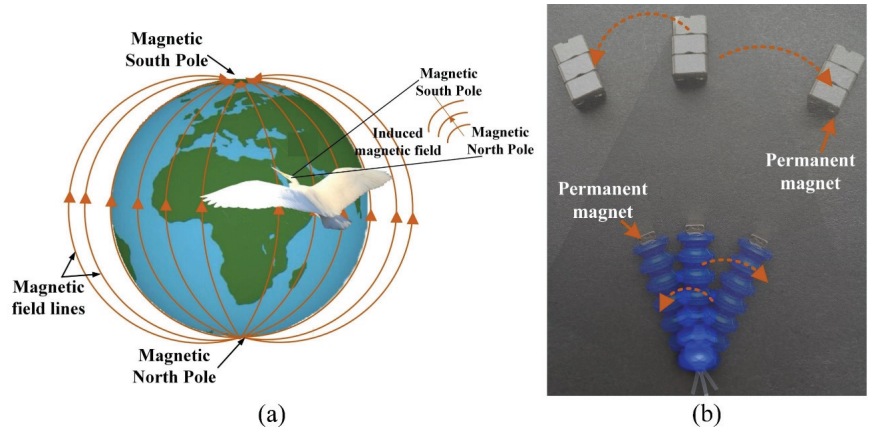 Magnetic
South Pole
Magnetic
South Pole
Induced
magnetic field
Magnetic
North Pole
Magnetic
field lines
Magnetic
North Pole
(a)
Permanent
magnet
Permanent
magnet
(b)